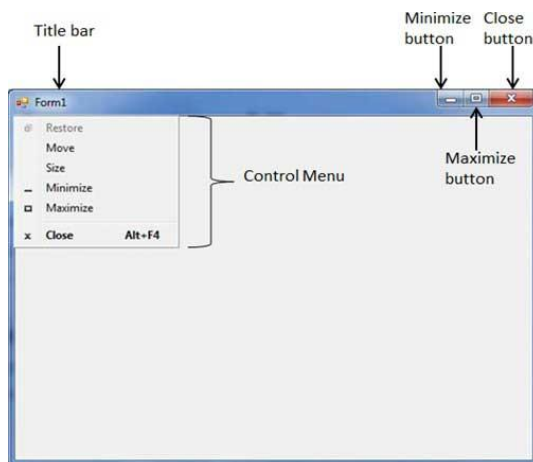 Title bar
Minimize
button
Close
button
Form1
Restore
Move
Size
Minimize
Maximize
Close Alt+F4
Control Menu
Maximize
button